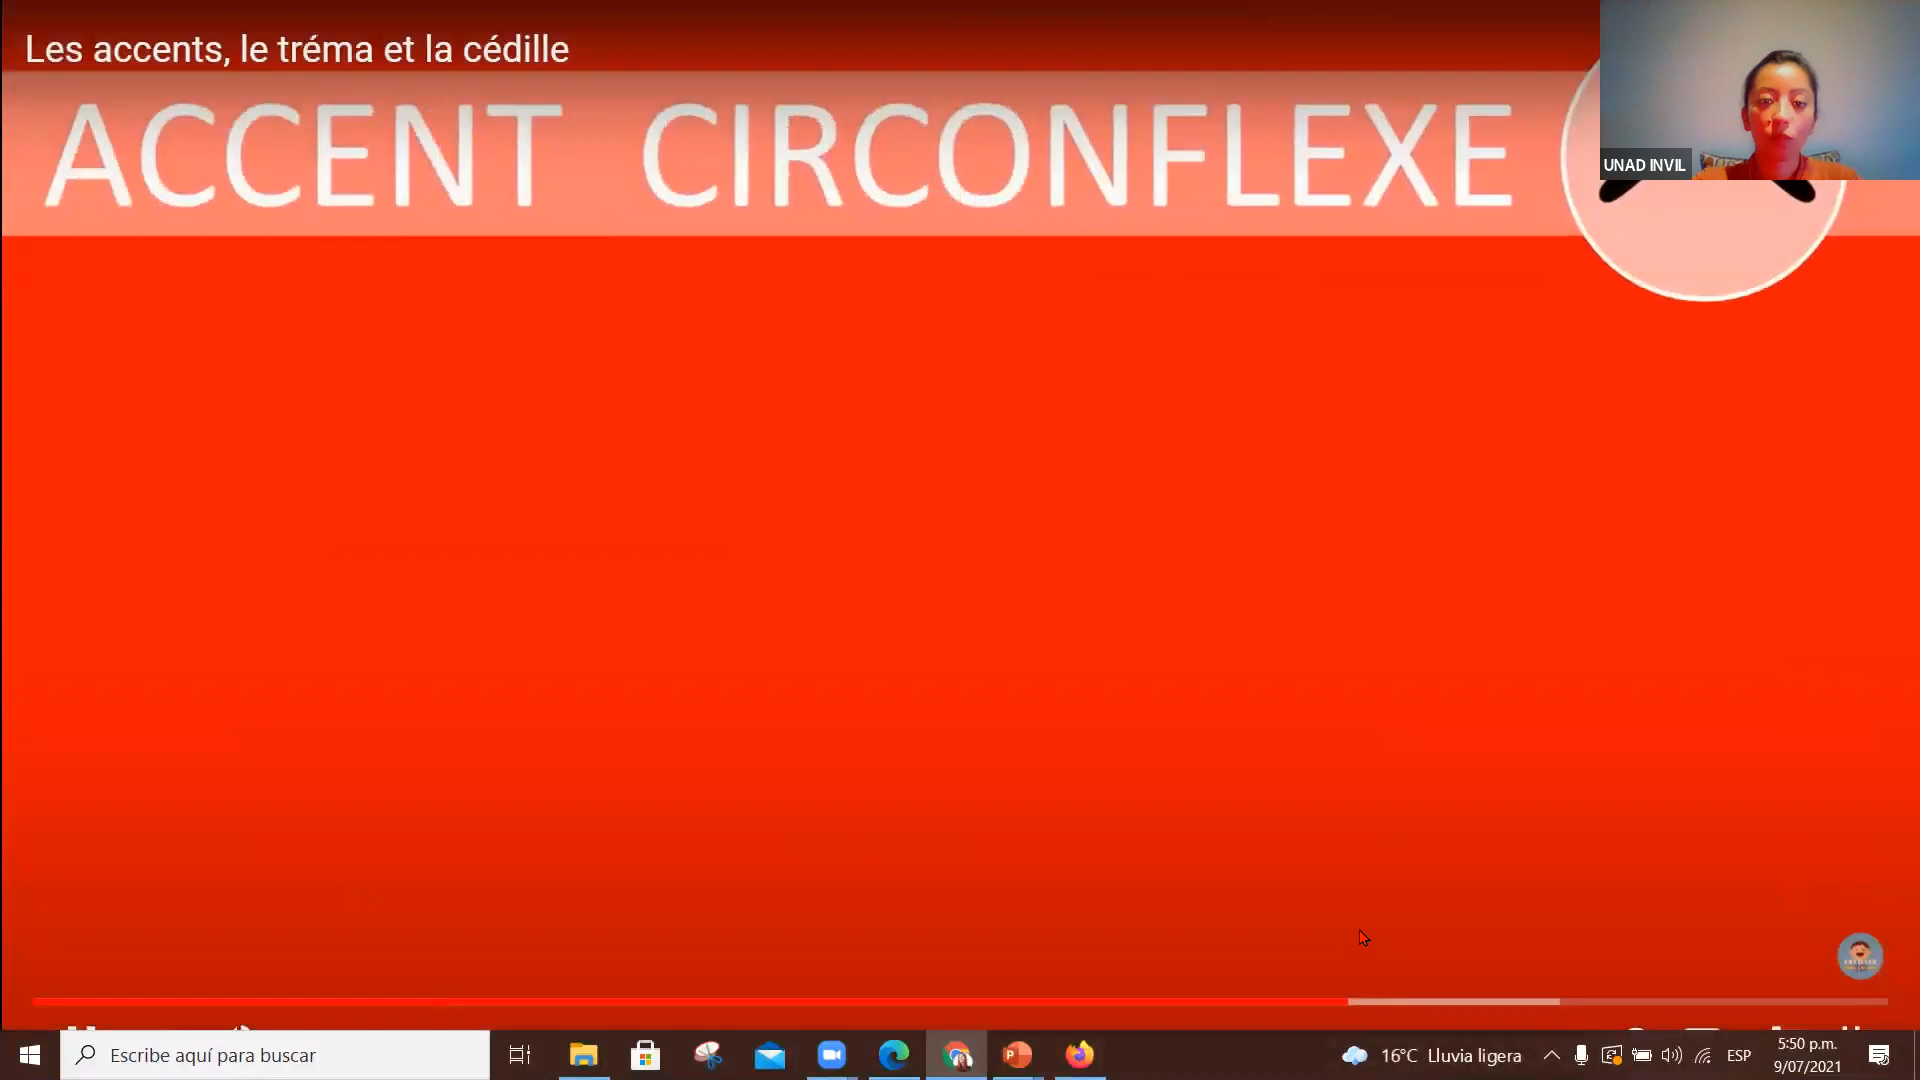 Les accents, le tréma et la cédille
ACCENT CIRCONFLEXE
UNAD INVIL
Escribe aquí para buscar
16°C Lluvia ligera
ESP
5:50 p.m.
9/07/2021